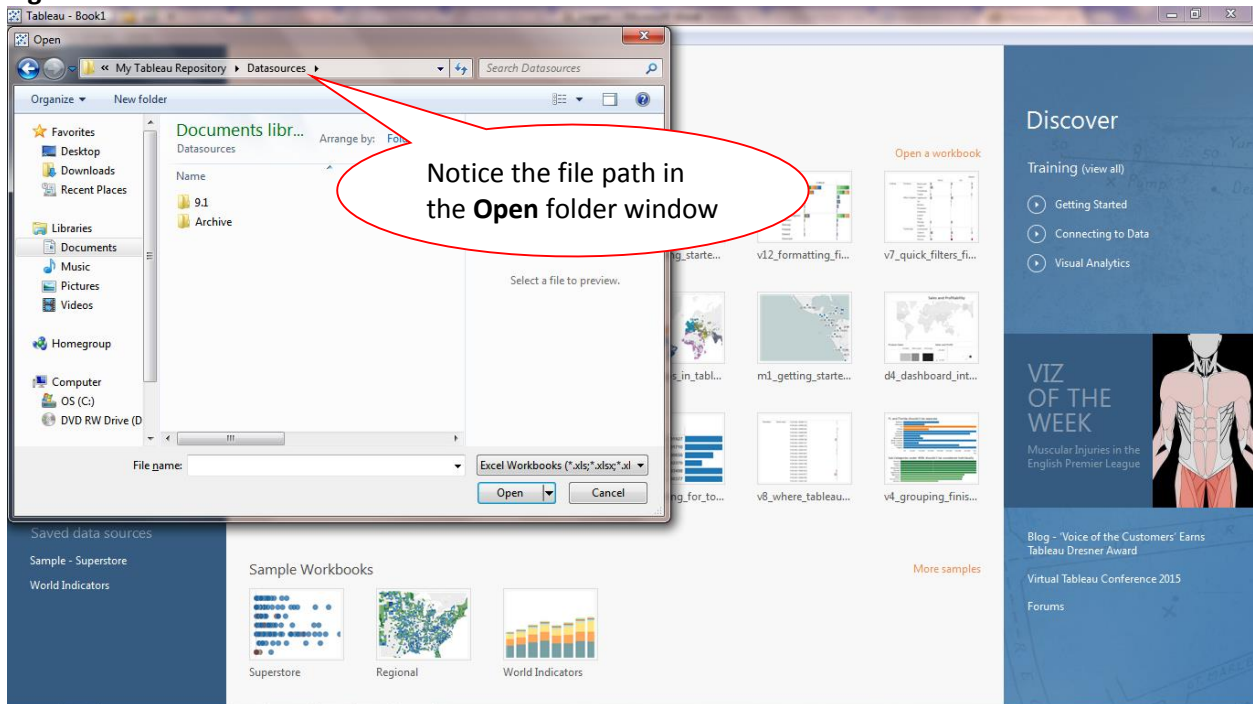 Tableau - Book1
Open
« My Tableau Repository ▸ Datasources ▸
Search Datasources
Organize
New folder
Favorites
Desktop
Downloads
Recent Places
Libraries
Documents
Music
Pictures
Videos
Homegroup
Computer
OS (C:)
DVD RW Drive (D
Documents libr...
Datasources
Arrange by:
Name
9.1
Archive
Select a file to preview.
File name:
Excel Workbooks (*.xls;*.xlsx;*.xl
Open
Cancel
Notice the file path in
the Open folder window
Open a workbook
v12_formatting_fi...
v7_quick_filters_fi...
m1_getting_starte...
d4_dashboard_int...
v8_where_tableau...
v4_grouping_finis...
Saved data sources
Sample - Superstore
World Indicators
Sample Workbooks
More samples
Superstore
Regional
World Indicators
Discover
Training (view all)
Getting Started
Connecting to Data
Visual Analytics
VIZ
OF THE
WEEK
Muscular Injuries in the
English Premier League
Blog - 'Voice of the Customers' Earns
Tableau Dresner Award
Virtual Tableau Conference 2015
Forums